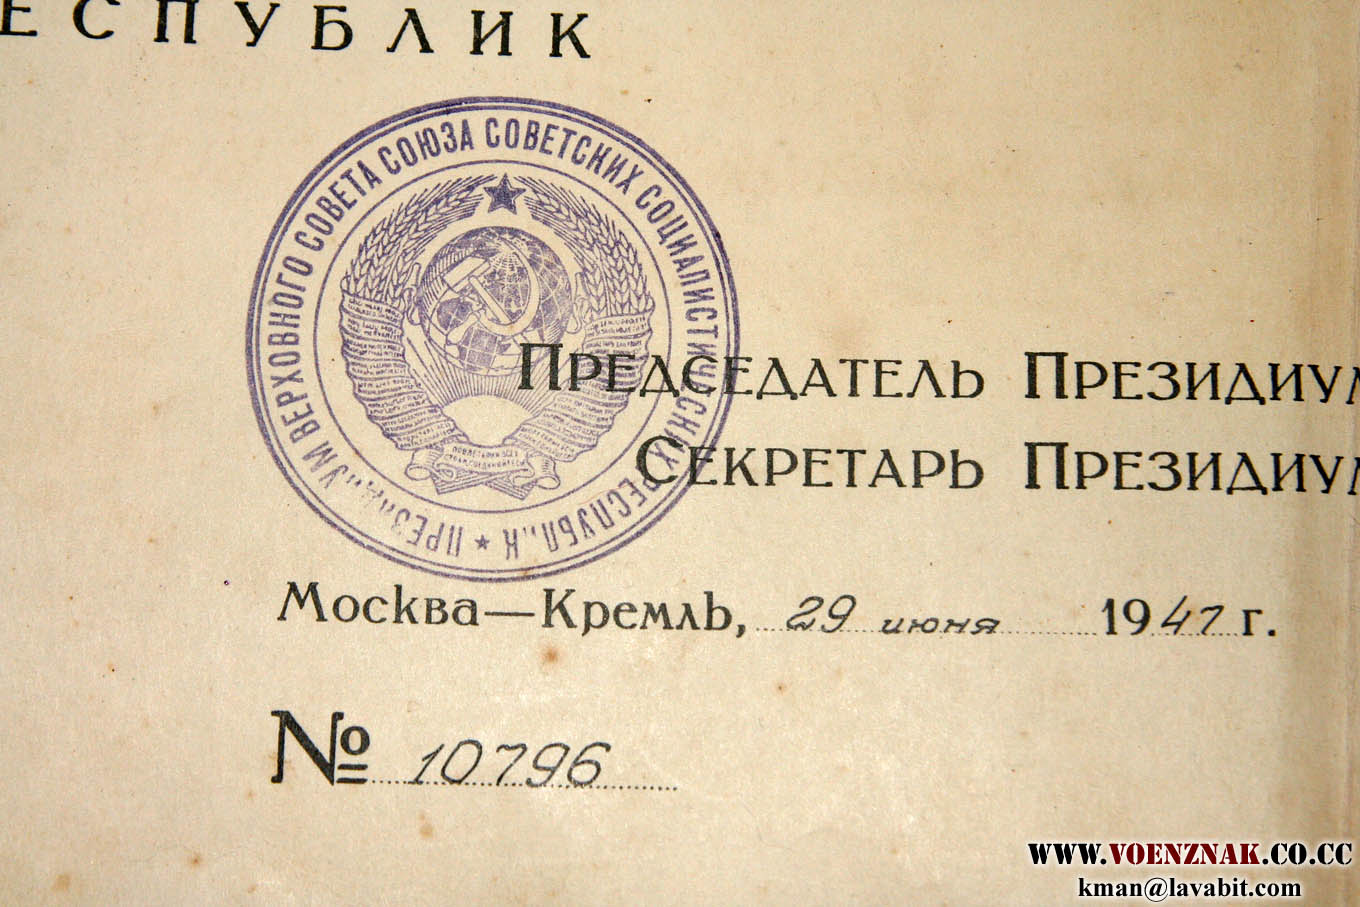 ЕСПУБЛИК
ПРЕЗИДИУМ ВЕРХОВНОГО СОВЕТА СОЮЗА СОВЕТСКИХ СОЦИАЛИСТИЧЕСКИХ РЕСПУБЛИК ★
Председатель Президиум
Секретарь Президиум
Москва—Кремль, 29 июня 1947 г.
№ 10796
WWW.VOENZNAK.CO.CC
kman@lavabit.com